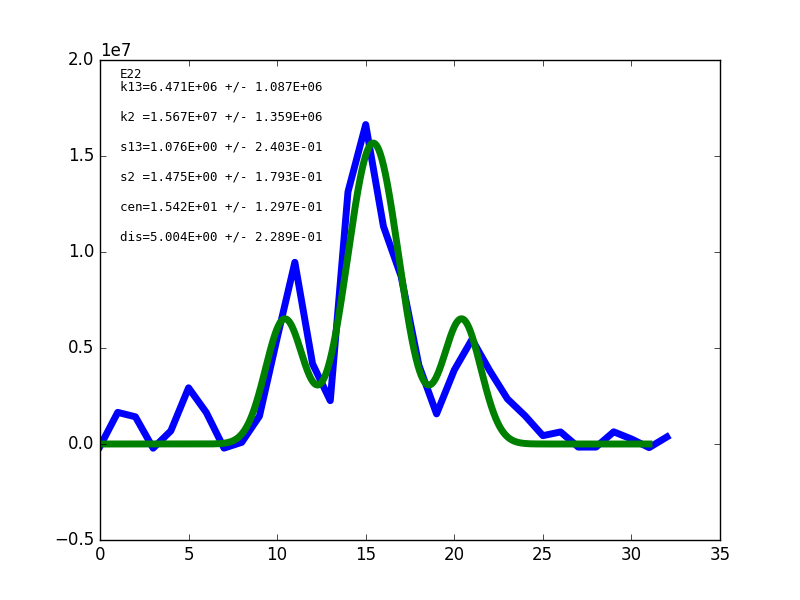 1e7
2.0
E22
k13=6.471E+06 +/- 1.087E+06
k2 =1.567E+07 +/- 1.359E+06
s13=1.076E+00 +/- 2.403E-01
s2 =1.475E+00 +/- 1.793E-01
cen=1.542E+01 +/- 1.297E-01
dis=5.004E+00 +/- 2.289E-01
1.5
1.0
0.5
0.0
−0.5
0 5 10 15 20 25 30 35